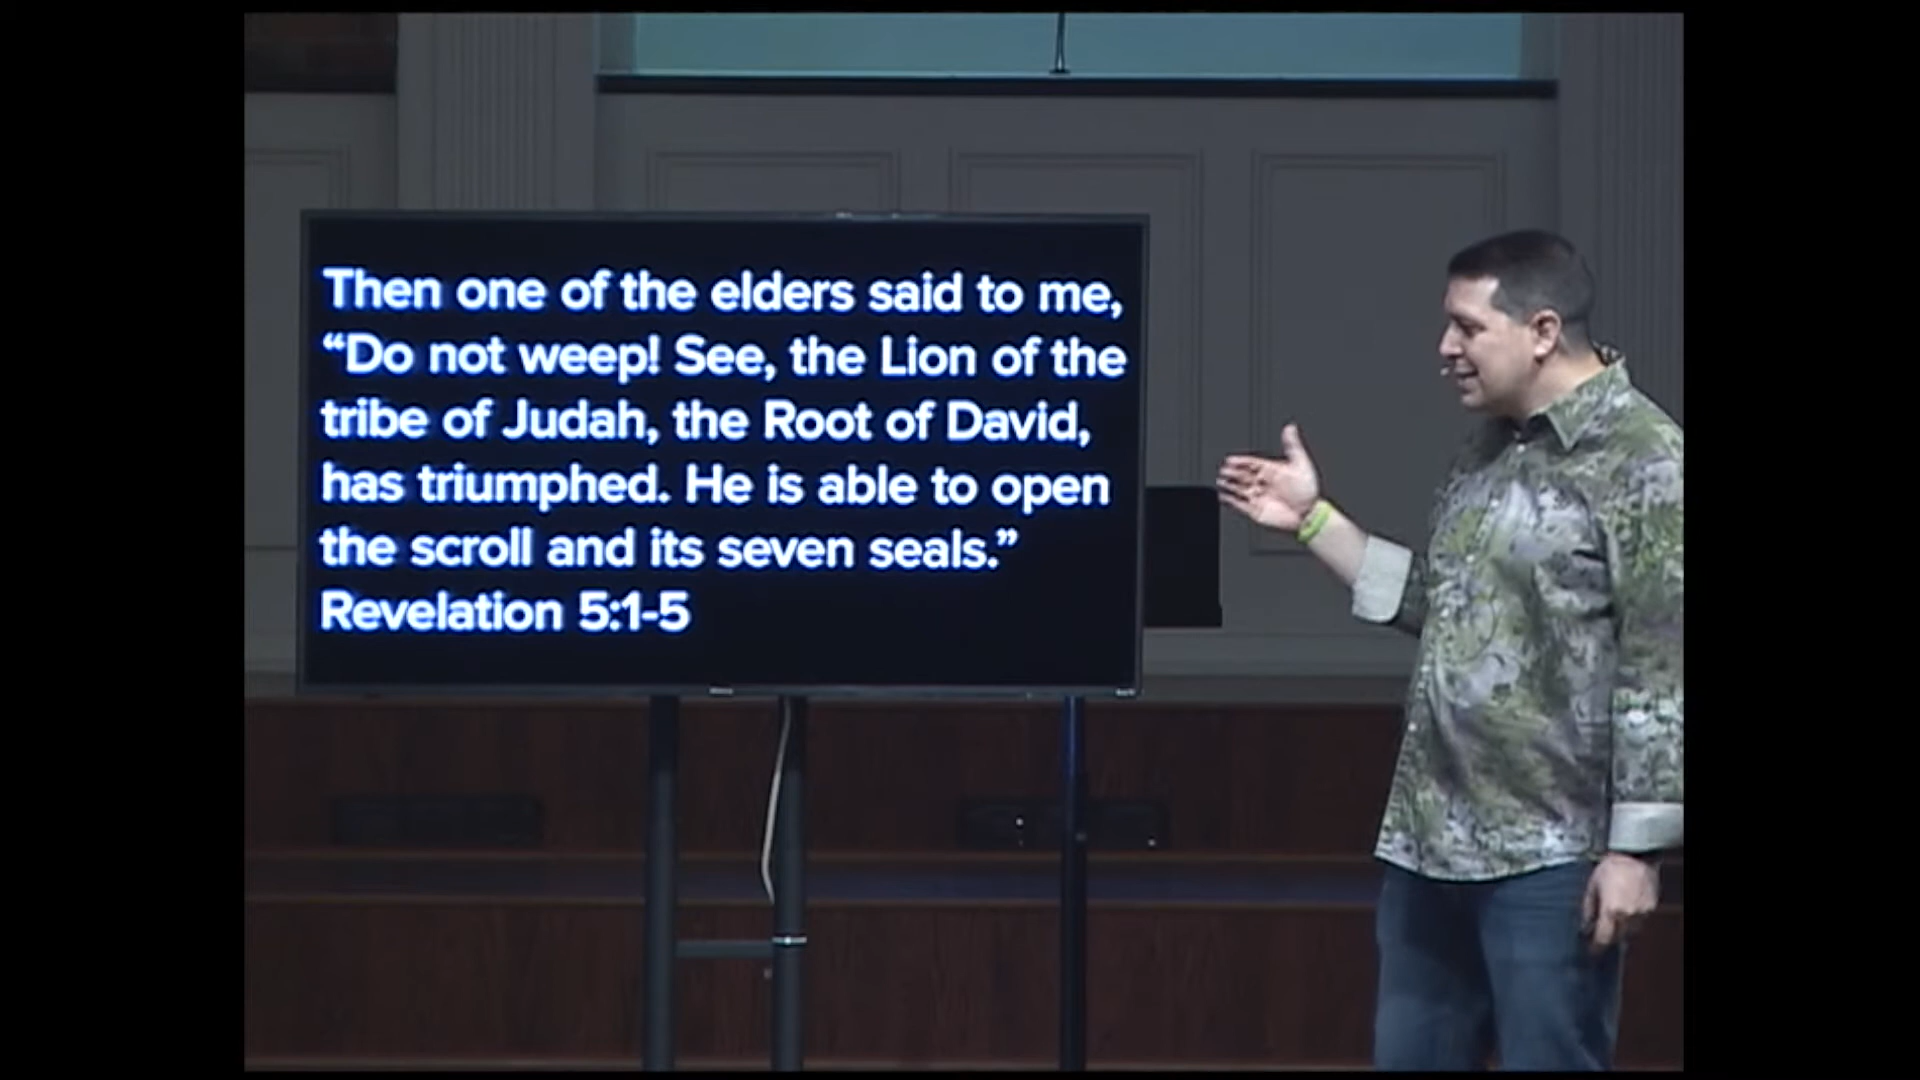 Then one of the elders said to me,
“Do not weep! See, the Lion of the
tribe of Judah, the Root of David,
has triumphed. He is able to open
the scroll and its seven seals.”
Revelation 5:1-5